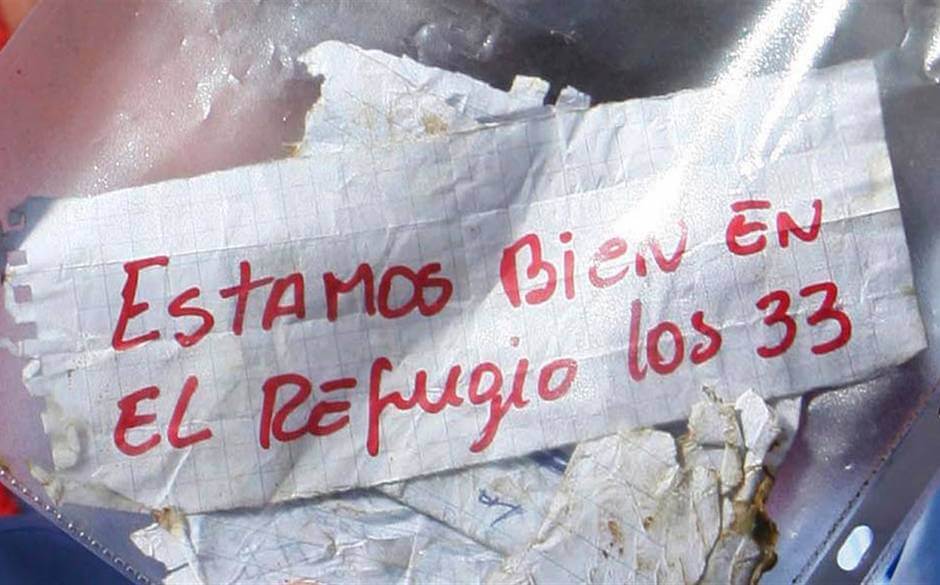 ESTAMOS BiEN EN
EL REfugio los 33